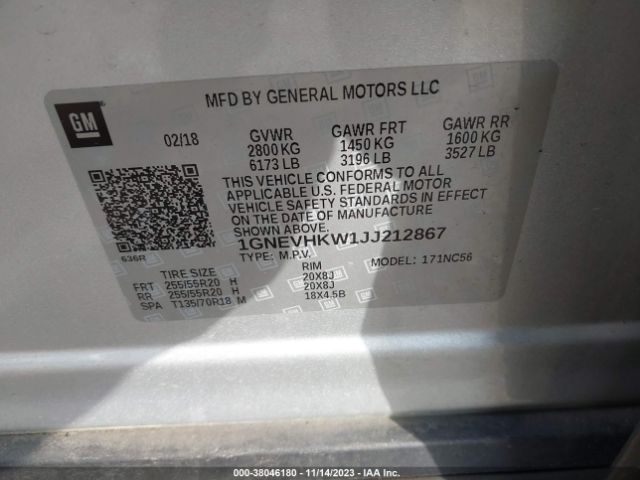 GM
MFD BY GENERAL MOTORS LLC
02/18 GVWR GAWR FRT GAWR RR
2800 KG 1450 KG 1600 KG
6173 LB 3196 LB 3527 LB
THIS VEHICLE CONFORMS TO ALL
APPLICABLE U.S. FEDERAL MOTOR
VEHICLE SAFETY STANDARDS IN EFFECT
ON THE DATE OF MANUFACTURE
SHOWN ABOVE.
1GNEVHKW1JJ212867
636R
TYPE: M.P.V. MODEL: 171NC56
TIRE SIZE RIM
FRT 255/55R20 H 20X8J
RR 255/55R20 H 20X8J
SPA T135/70R18 M 18X4.5B
000-38046180 - 11/14/2023 - IAA Inc.